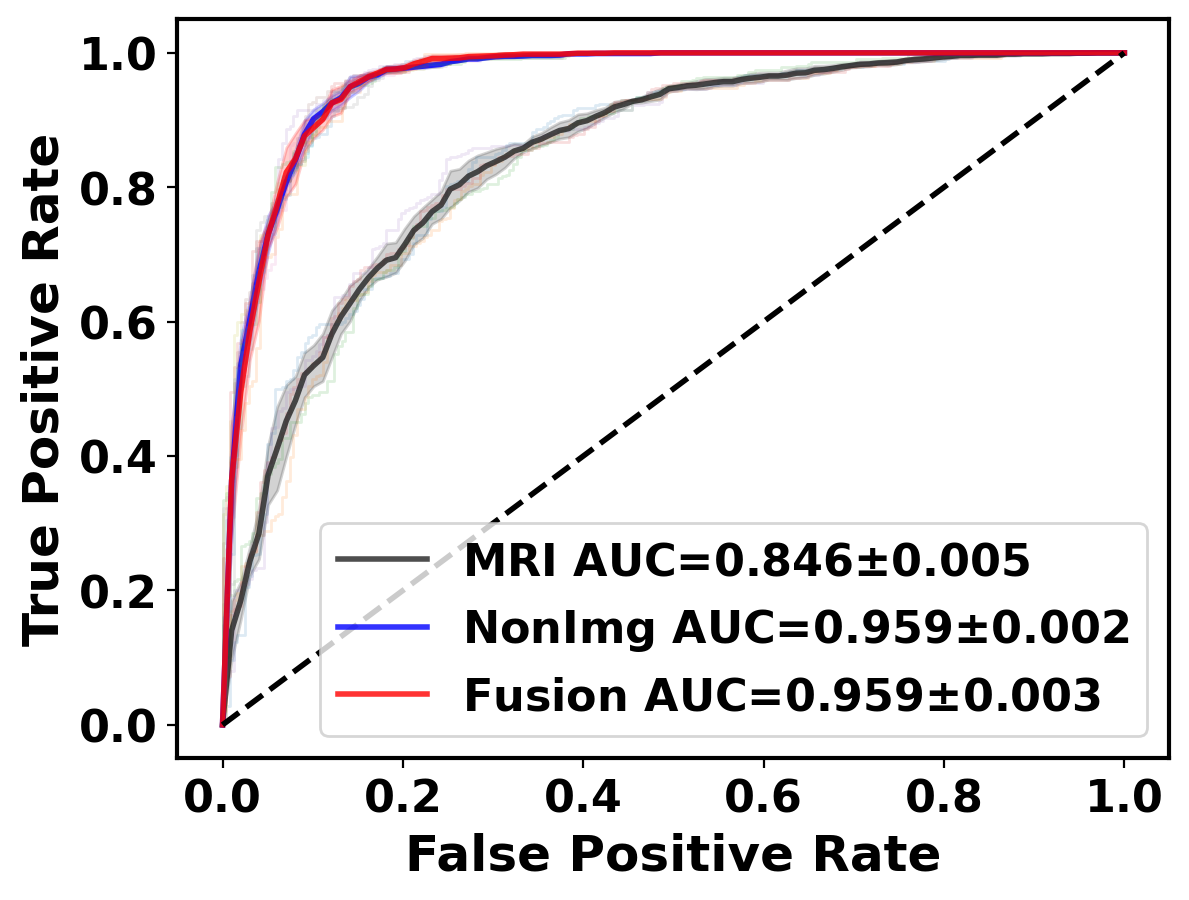 True Positive Rate
1.0
0.8
0.6
0.4
0.2
0.0
MRI AUC=0.846±0.005
NonImg AUC=0.959±0.002
Fusion AUC=0.959±0.003
0.0 0.2 0.4 0.6 0.8 1.0
False Positive Rate